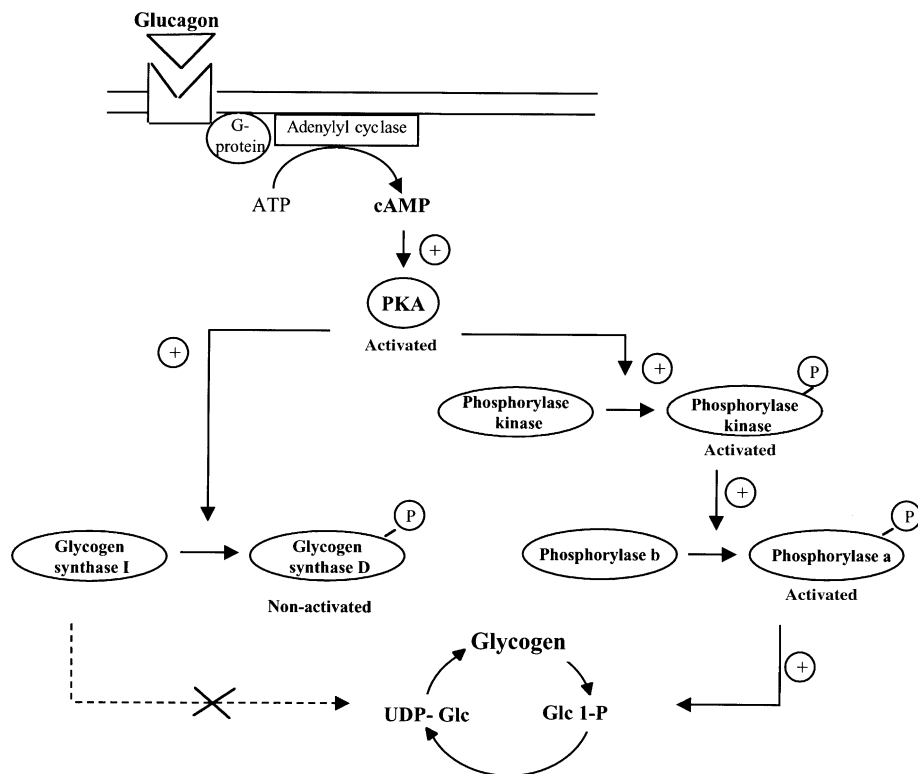 Glucagon
G-
protein
Adenylyl cyclase
ATP
cAMP
+
PKA
Activated
+
+
P
Phosphorylase
kinase
Phosphorylase
kinase
Activated
+
P
P
Glycogen
synthase I
Glycogen
synthase D
Phosphorylase b
Phosphorylase a
Non-activated
Activated
Glycogen
+
UDP- Glc
Glc 1-P